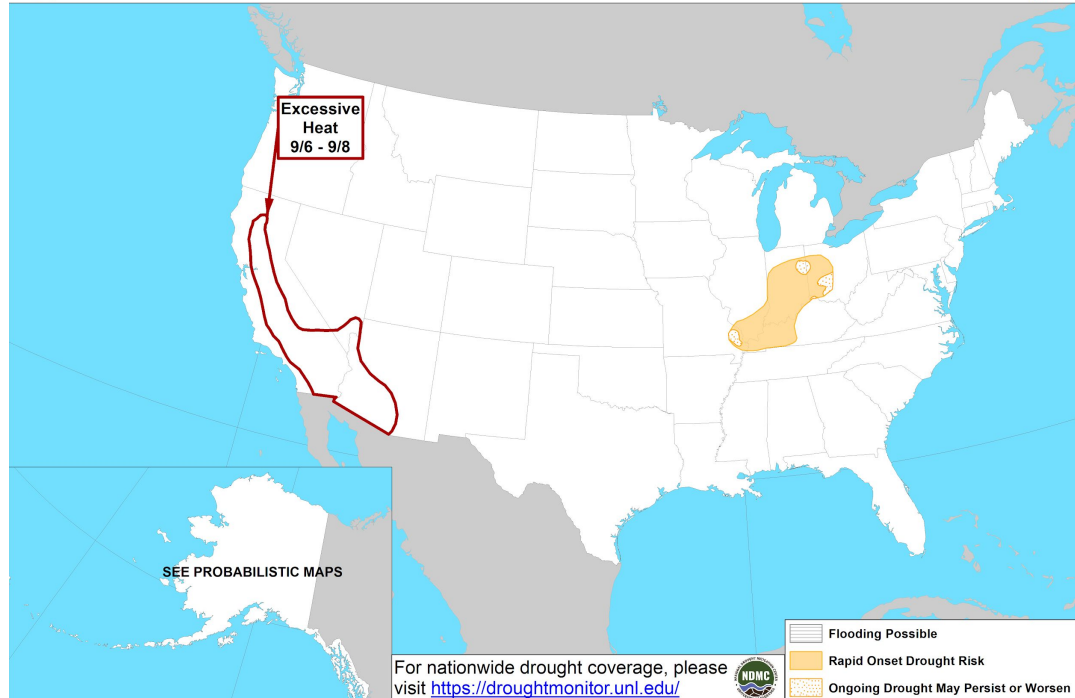 Excessive
Heat
9/6 - 9/8
SEE PROBABILISTIC MAPS
For nationwide drought coverage, please
visit https://droughtmonitor.unl.edu/
NDMC
Flooding Possible
Rapid Onset Drought Risk
Ongoing Drought May Persist or Worsen